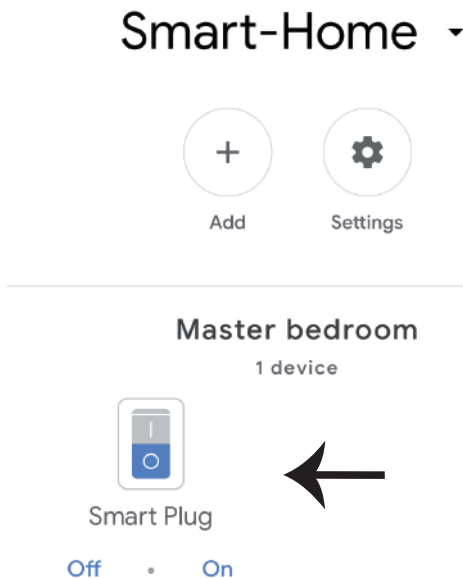 Smart-Home
Add Settings
Master bedroom
1 device
Smart Plug
Off • On